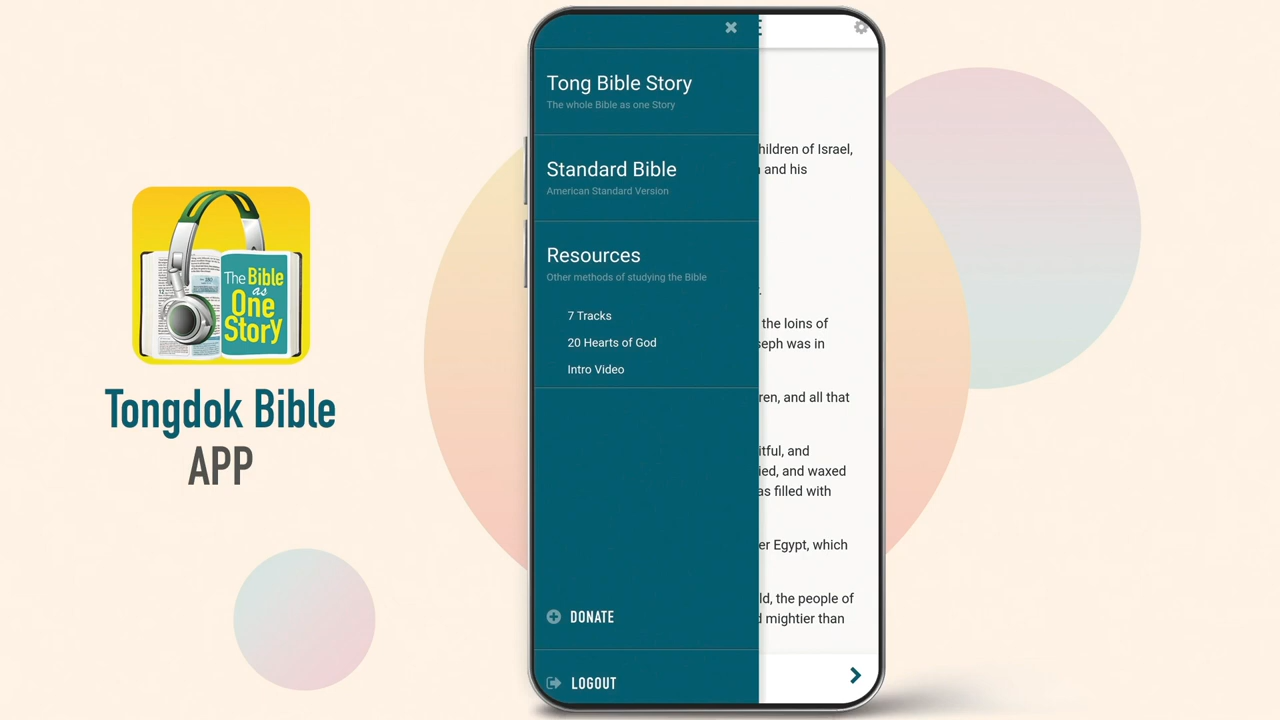 The Bible
as
One
Story
Tongdok Bible
APP
Tong Bible Story
The whole Bible as one Story
Standard Bible
American Standard Version
Resources
Other methods of studying the Bible
7 Tracks
20 Hearts of God
Intro Video
DONATE
LOGOUT
hildren of Israel,
and his
the loins of
seph was in
ren, and all that
itful, and
ied, and waxed
as filled with
er Egypt, which
ld, the people of
mightier than